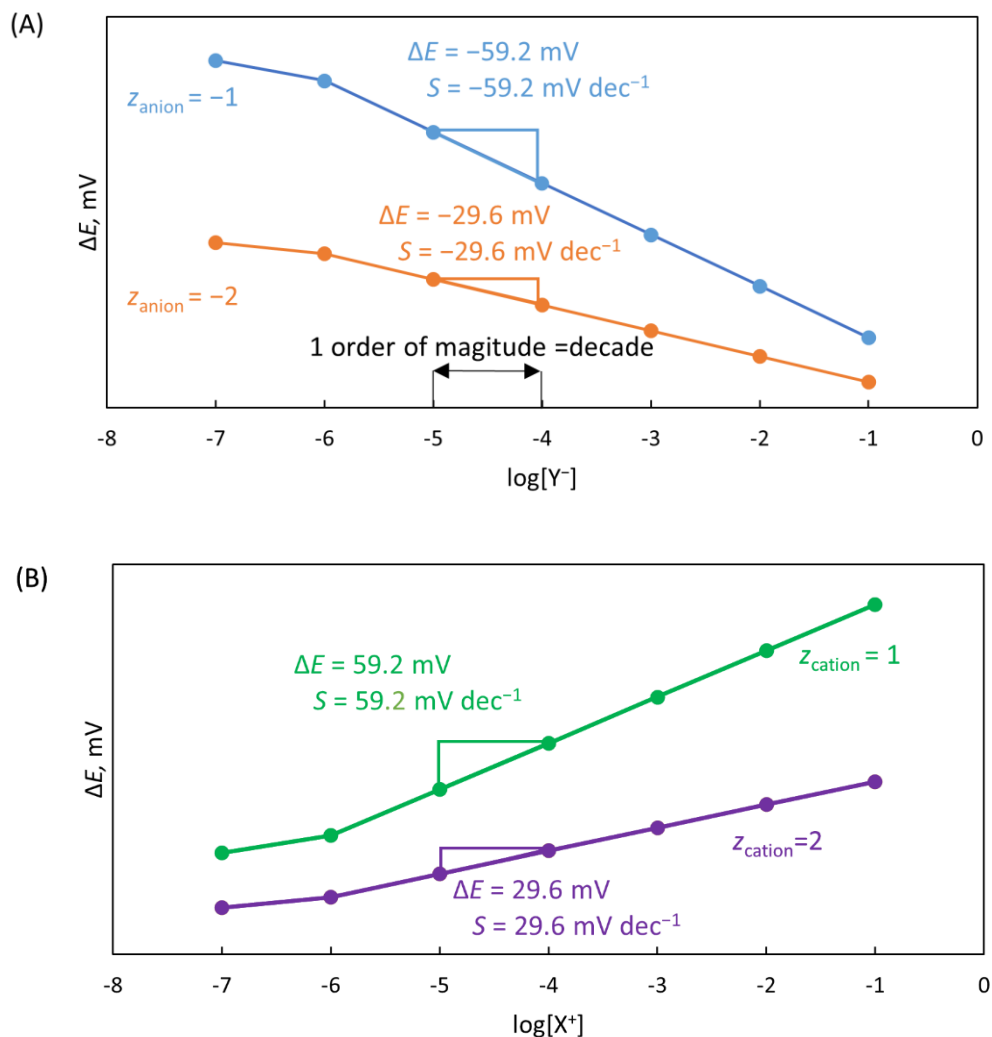 (A)
ΔE = −59.2 mV
S = −59.2 mV dec⁻¹
z_anion = −1
ΔE, mV
ΔE = −29.6 mV
S = −29.6 mV dec⁻¹
z_anion = −2
1 order of magitude =decade
-8 -7 -6 -5 -4 -3 -2 -1 0
log[Y⁻]
(B)
z_cation = 1
ΔE = 59.2 mV
S = 59.2 mV dec⁻¹
ΔE, mV
z_cation=2
ΔE = 29.6 mV
S = 29.6 mV dec⁻¹
-8 -7 -6 -5 -4 -3 -2 -1 0
log[X⁺]